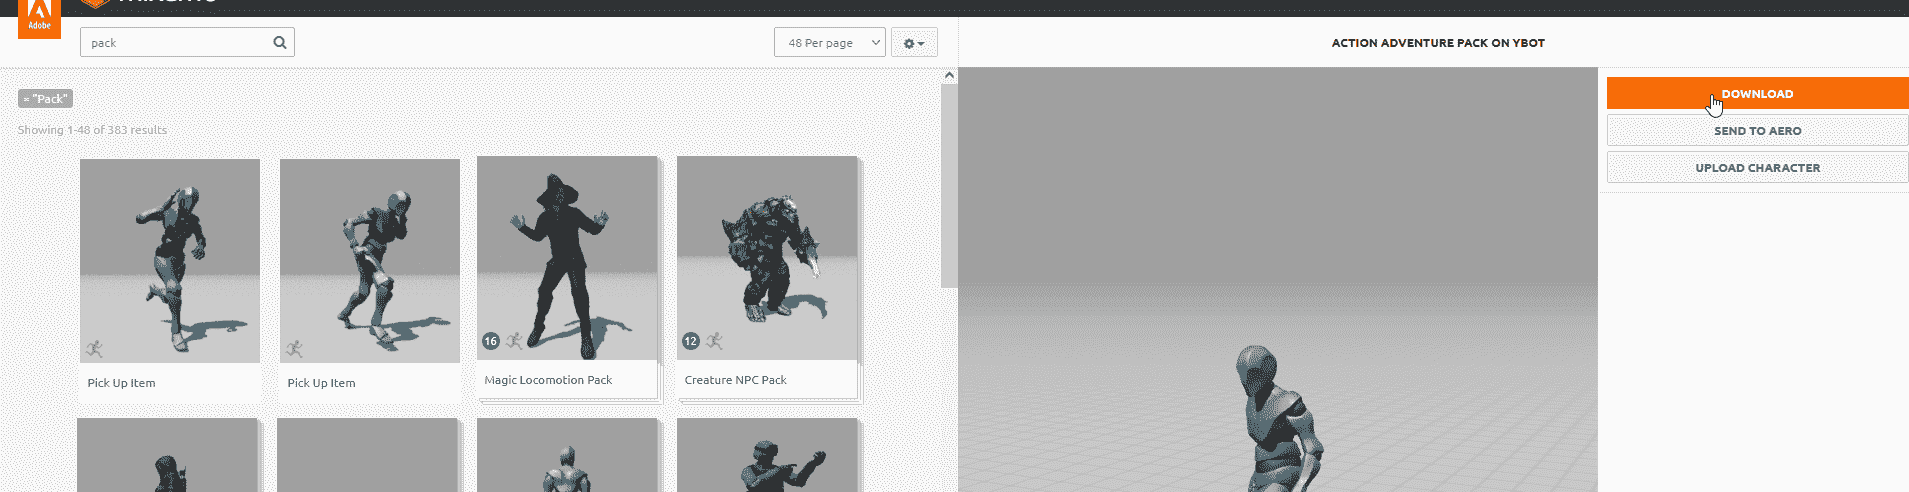 Adobe
pack
48 Per page
ACTION ADVENTURE PACK ON YBOT
× "Pack"
Showing 1-48 of 383 results
DOWNLOAD
SEND TO AERO
UPLOAD CHARACTER
16
12
Pick Up Item
Pick Up Item
Magic Locomotion Pack
Creature NPC Pack